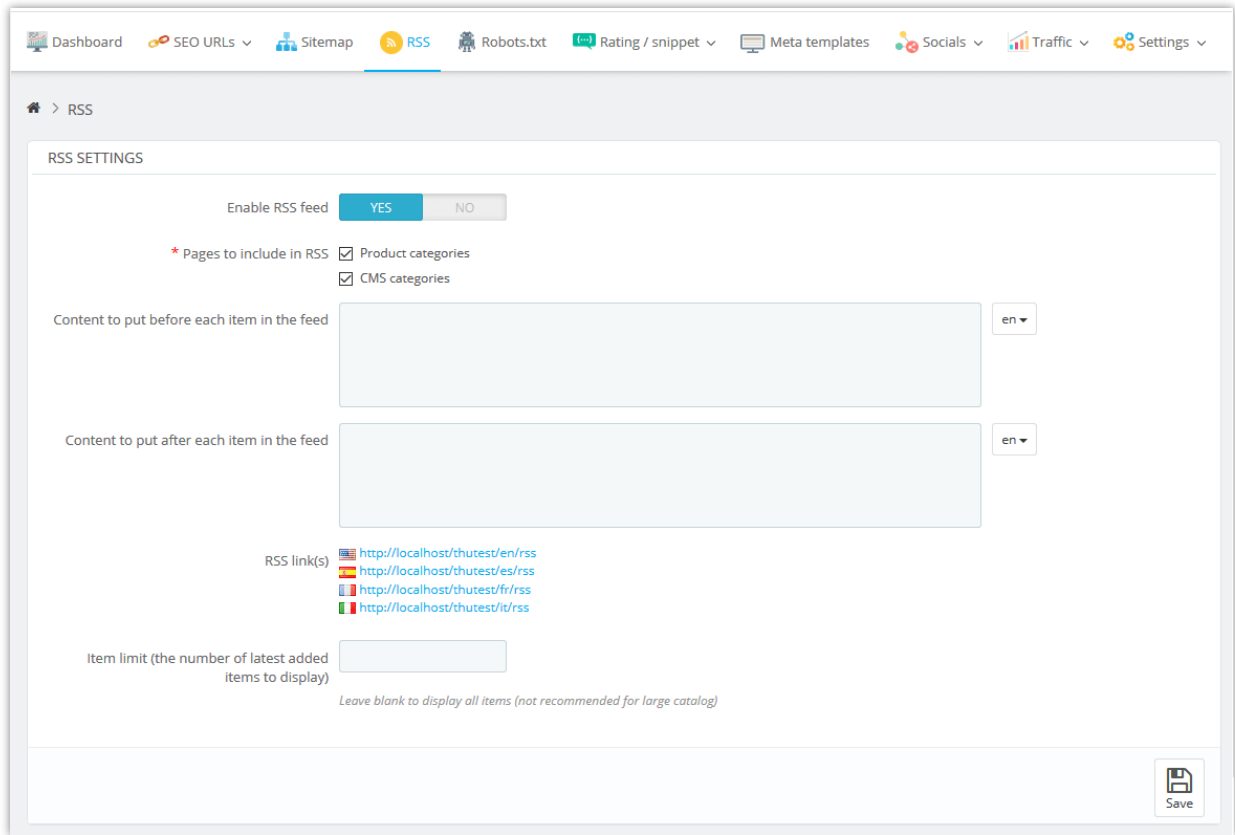 Dashboard SEO URLs Sitemap RSS Robots.txt Rating / snippet Meta templates Socials Traffic Settings
> RSS
RSS SETTINGS
Enable RSS feed YES NO
* Pages to include in RSS Product categories
CMS categories
Content to put before each item in the feed en
Content to put after each item in the feed en
RSS link(s)
http://localhost/thutest/en/rss
http://localhost/thutest/es/rss
http://localhost/thutest/fr/rss
http://localhost/thutest/it/rss
Item limit (the number of latest added
items to display)
Leave blank to display all items (not recommended for large catalog)
Save